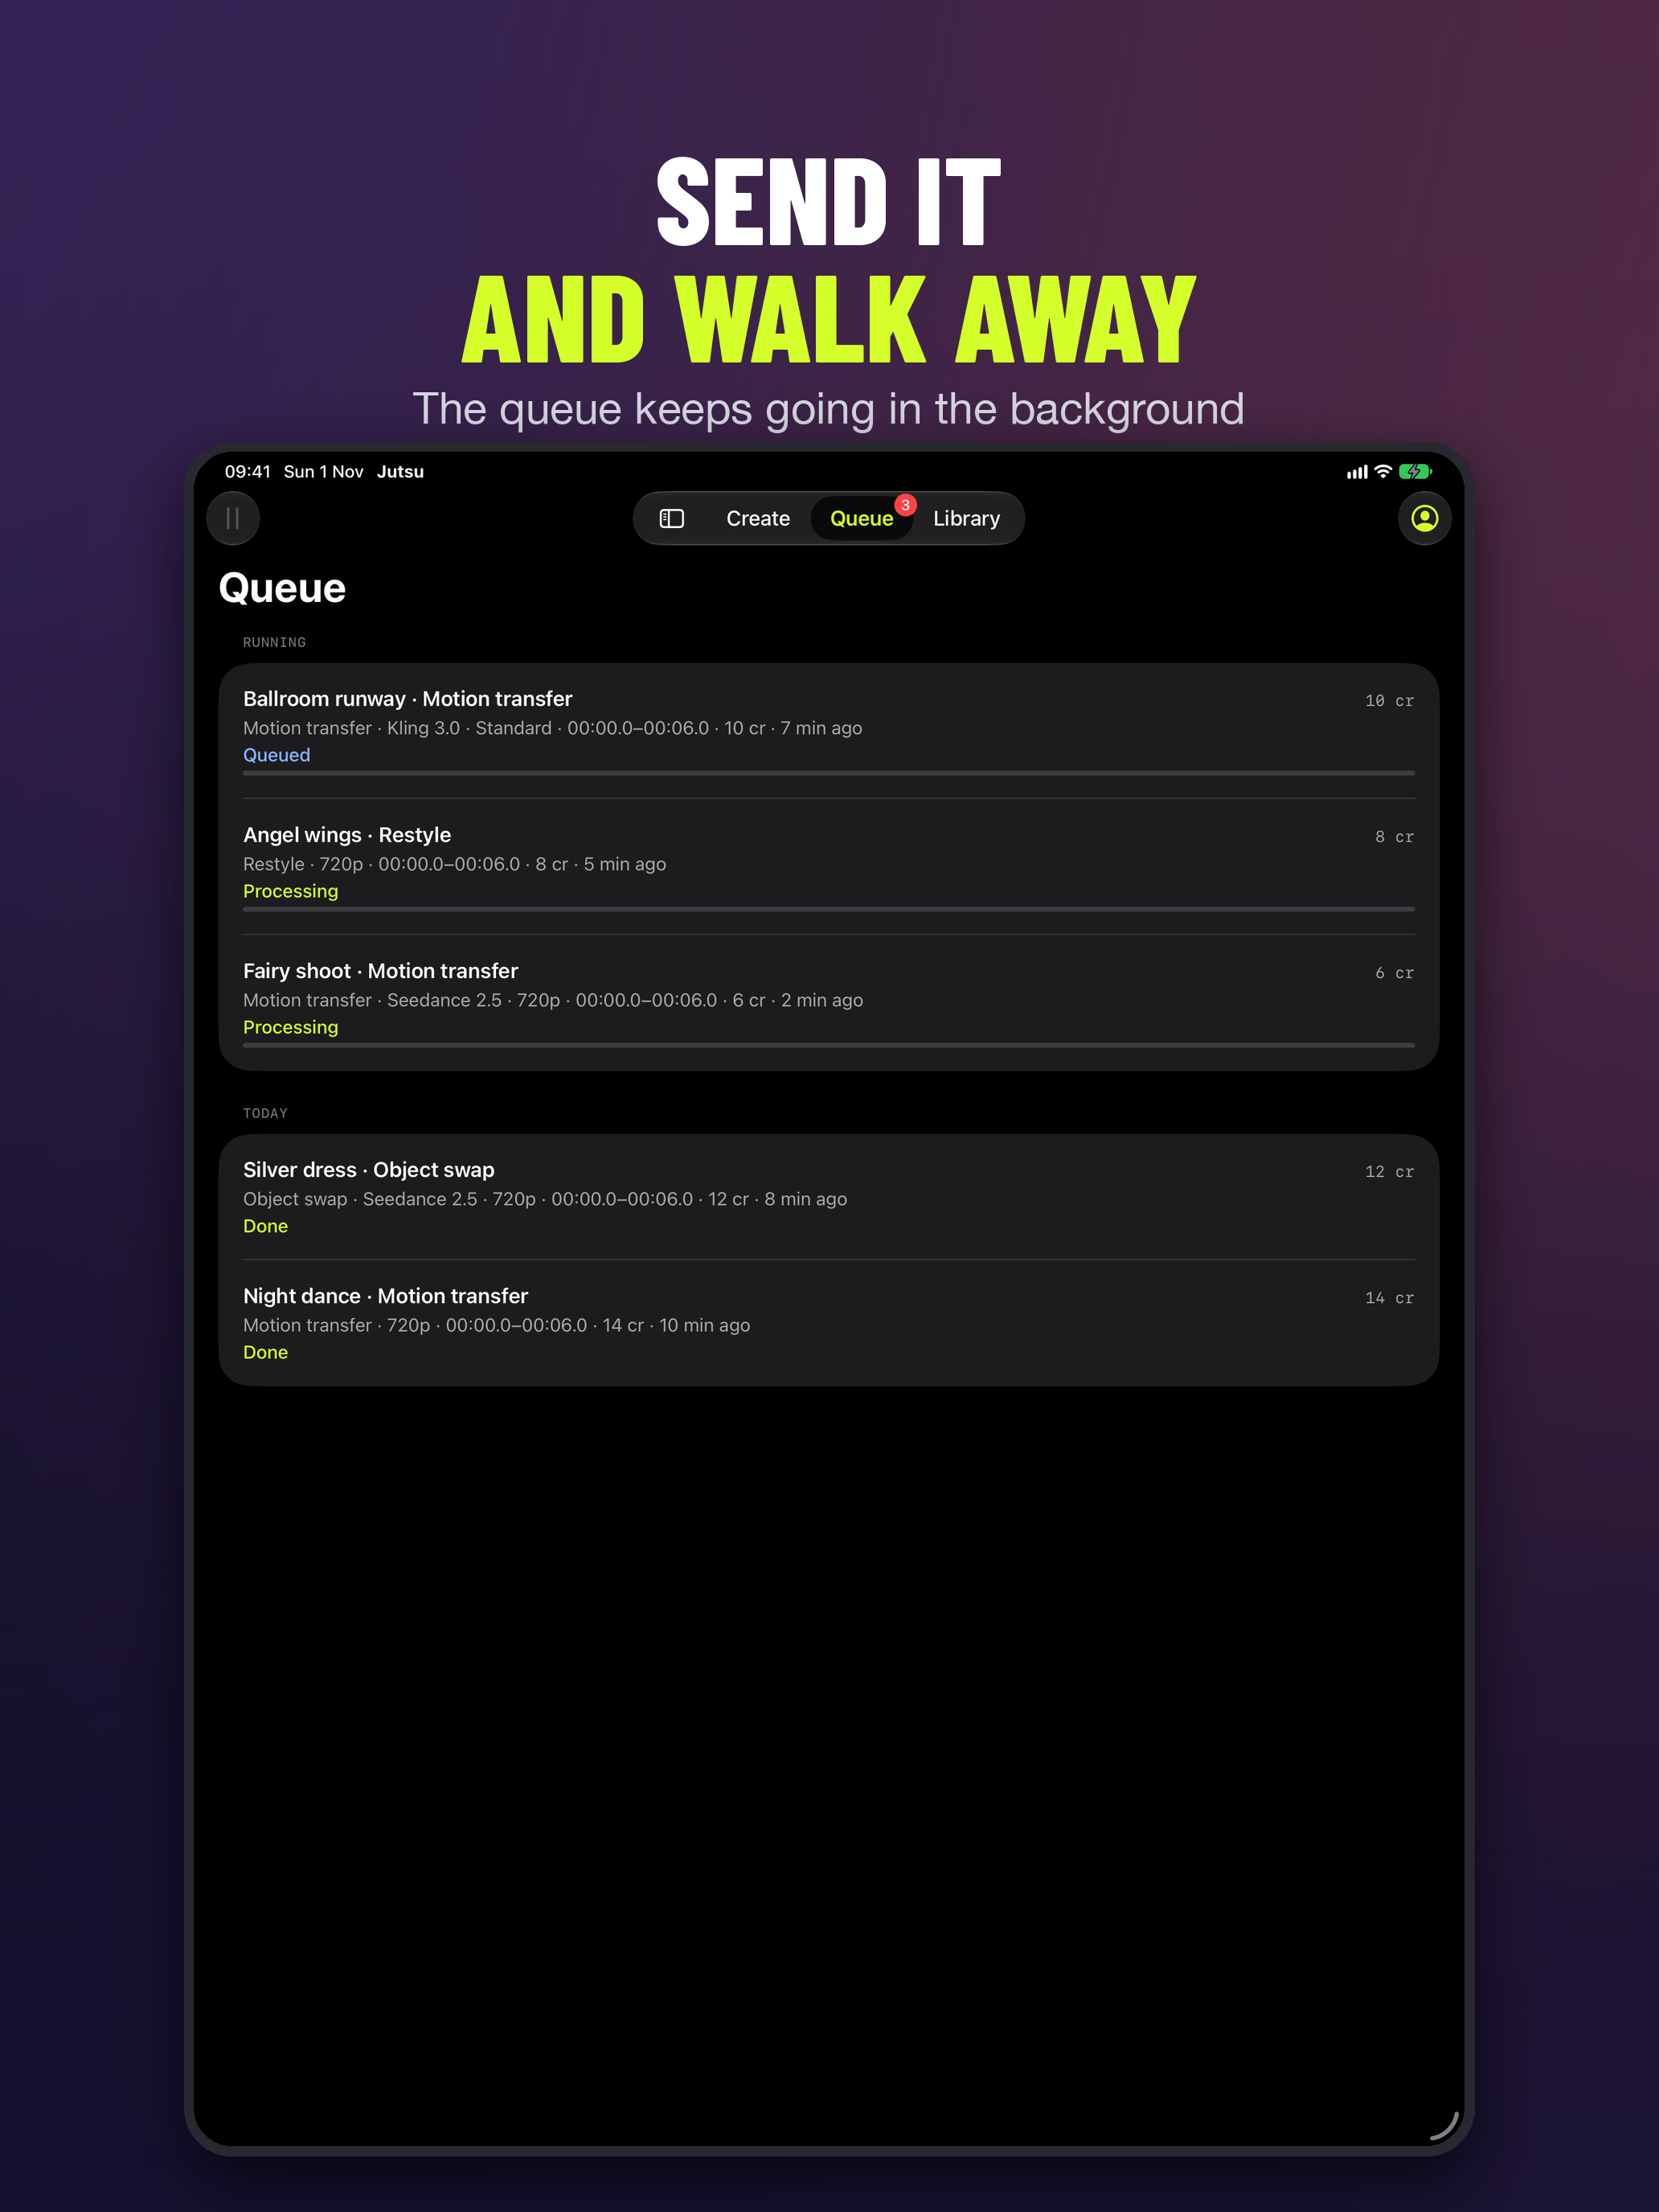 SEND IT
AND WALK AWAY
The queue keeps going in the background
09:41 Sun 1 Nov Jutsu
Create Queue 3 Library
Queue
RUNNING
Ballroom runway · Motion transfer 10 cr
Motion transfer · Kling 3.0 · Standard · 00:00.0–00:06.0 · 10 cr · 7 min ago
Queued
Angel wings · Restyle 8 cr
Restyle · 720p · 00:00.0–00:06.0 · 8 cr · 5 min ago
Processing
Fairy shoot · Motion transfer 6 cr
Motion transfer · Seedance 2.5 · 720p · 00:00.0–00:06.0 · 6 cr · 2 min ago
Processing
TODAY
Silver dress · Object swap 12 cr
Object swap · Seedance 2.5 · 720p · 00:00.0–00:06.0 · 12 cr · 8 min ago
Done
Night dance · Motion transfer 14 cr
Motion transfer · 720p · 00:00.0–00:06.0 · 14 cr · 10 min ago
Done